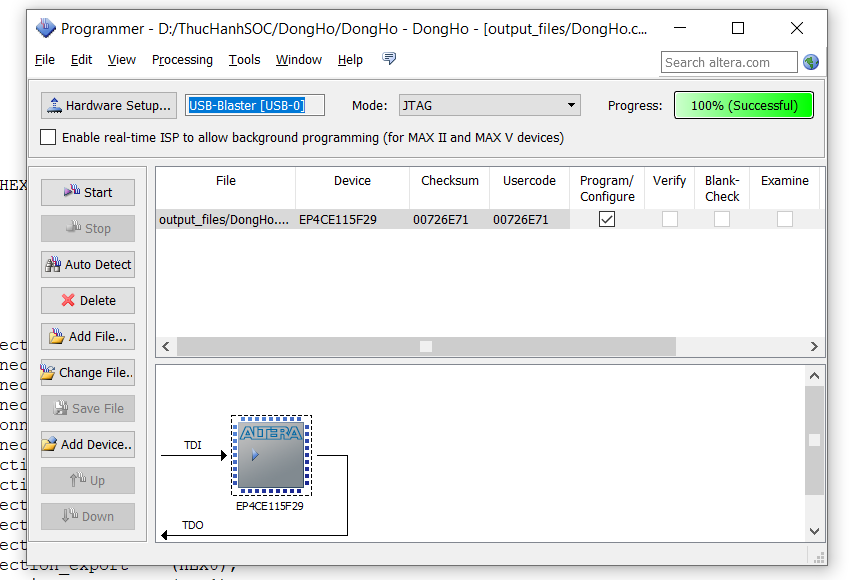 Programmer - D:/ThucHanhSOC/DongHo/DongHo - DongHo - [output_files/DongHo.c...
File Edit View Processing Tools Window Help
Search altera.com
Hardware Setup... USB-Blaster [USB-0] Mode: JTAG Progress: 100% (Successful)
Enable real-time ISP to allow background programming (for MAX II and MAX V devices)
Start
Stop
Auto Detect
Delete
Add File...
Change File..
Save File
Add Device..
Up
Down
File Device Checksum Usercode Program/ Verify Blank- Examine
Configure Check
output_files/DongHo.... EP4CE115F29 00726E71 00726E71
TDI
ALTERA
EP4CE115F29
TDO
HEX
ect
nec
nec
nec
onn
nec
cti
cti
ect
ect
ect
ection_export (HEX0);